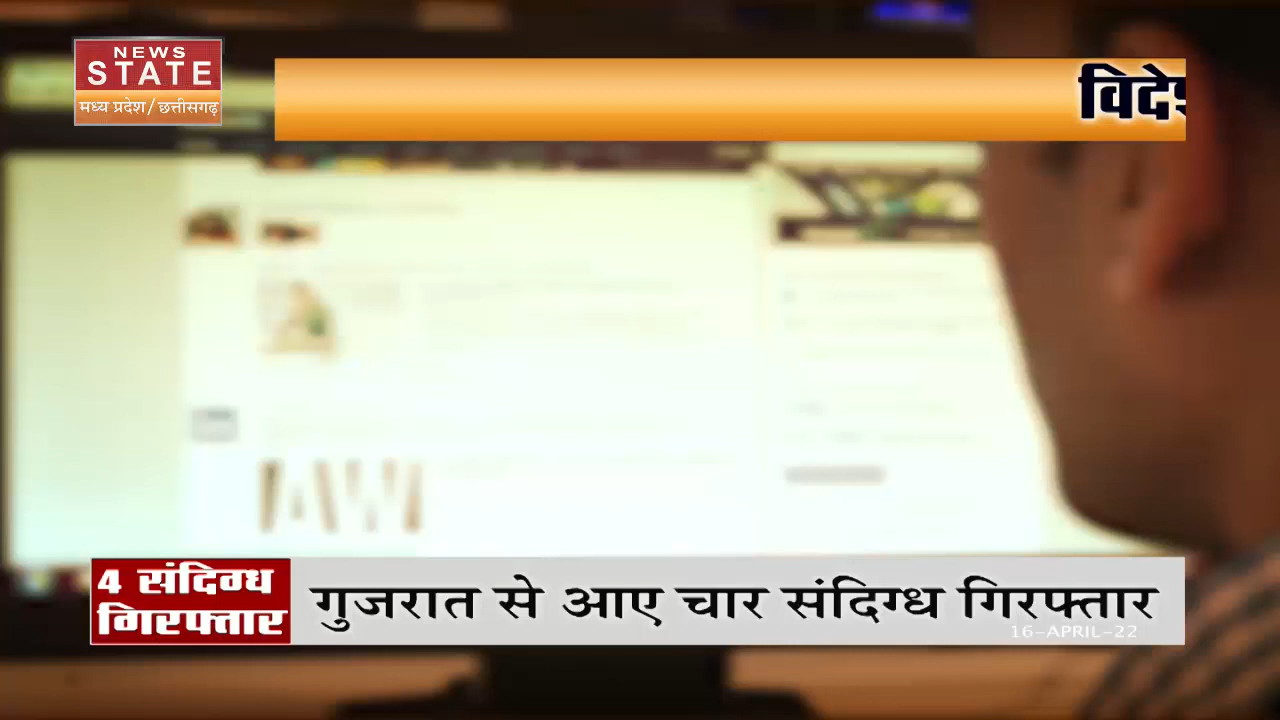 NEWS
STATE
मध्य प्रदेश/छत्तीसगढ़
4 संदिग्ध
गिरफ्तार
गुजरात से आए चार संदिग्ध गिरफ्तार
16-APRIL-22